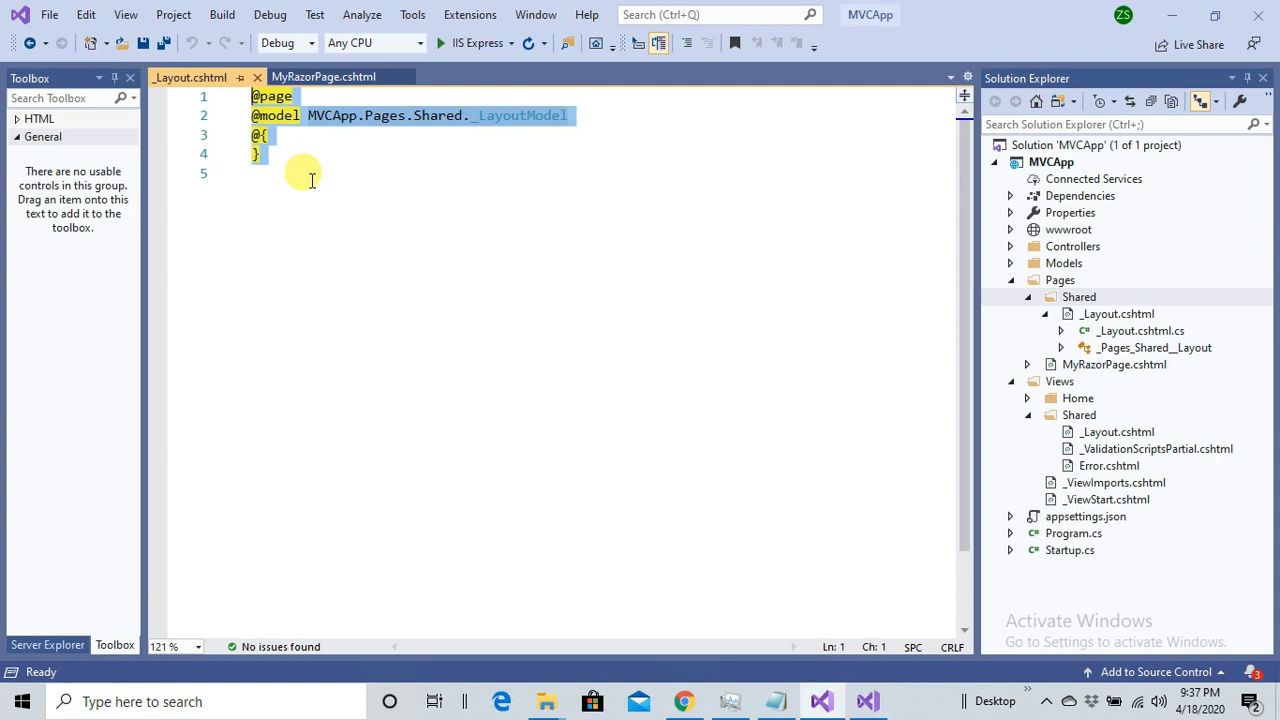 File Edit View Project Build Debug Test Analyze Tools Extensions Window Help Search (Ctrl+Q) MVCApp ZS
Debug Any CPU IIS Express Live Share
Toolbox
Search Toolbox
HTML
General
There are no usable
controls in this group.
Drag an item onto this
text to add it to the
toolbox.
Server Explorer Toolbox
_Layout.cshtml MyRazorPage.cshtml
1 @page
2 @model MVCApp.Pages.Shared._LayoutModel
3 @{
4 }
5
121 % No issues found Ln: 1 Ch: 1 SPC CRLF
Solution Explorer
Search Solution Explorer (Ctrl+;)
Solution 'MVCApp' (1 of 1 project)
MVCApp
Connected Services
Dependencies
Properties
wwwroot
Controllers
Models
Pages
Shared
_Layout.cshtml
C# _Layout.cshtml.cs
_Pages_Shared__Layout
MyRazorPage.cshtml
Views
Home
Shared
_Layout.cshtml
_ValidationScriptsPartial.cshtml
Error.cshtml
_ViewImports.cshtml
_ViewStart.cshtml
appsettings.json
C# Program.cs
C# Startup.cs
Activate Windows
Go to Settings to activate Windows.
Ready Add to Source Control 3
Type here to search Desktop 9:37 PM
4/18/2020 2